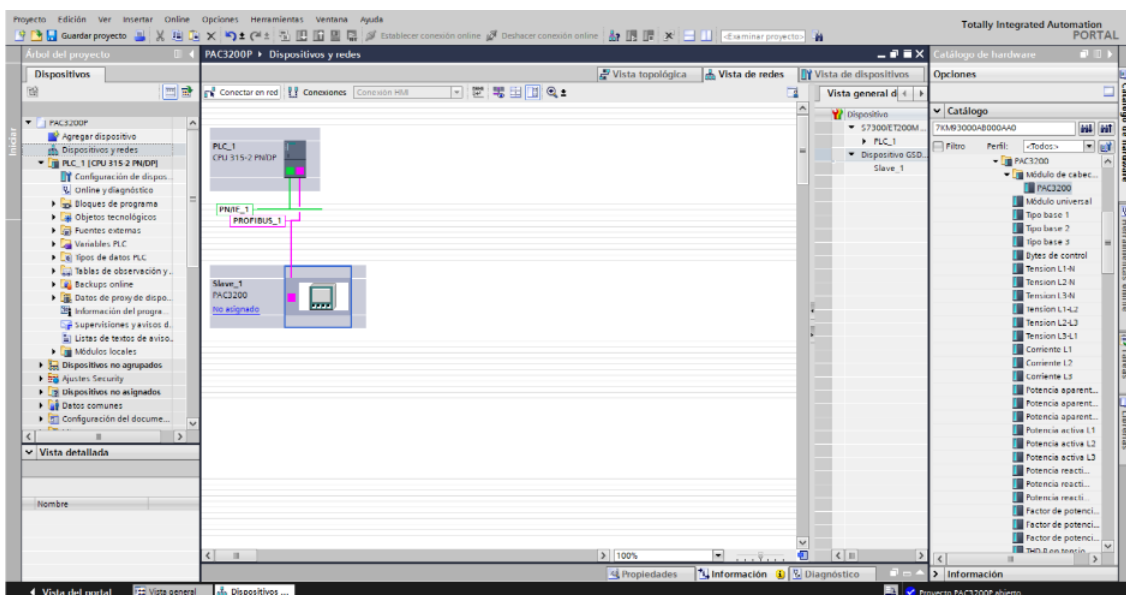 Proyecto Edición Ver Insertar Online Opciones Herramientas Ventana Ayuda
Totally Integrated Automation
PORTAL
Guardar proyecto
Establecer conexión online
Deshacer conexión online
<Examinar proyecto>
Árbol del proyecto
PAC3200P ▸ Dispositivos y redes
Catálogo de hardware
Dispositivos
Vista topológica
Vista de redes
Vista de dispositivos
Opciones
Iniciar
Conectar en red
Conexiones
Conexión HMI
Vista general d
PAC3200P
Agregar dispositivo
Dispositivos y redes
PLC_1 [CPU 315-2 PN/DP]
Configuración de dispos...
Online y diagnóstico
Bloques de programa
Objetos tecnológicos
Fuentes externas
Variables PLC
Tipos de datos PLC
Tablas de observación y..
Backups online
Datos de proxy de dispo..
Información del progra...
Supervisiones y avisos d..
Listas de textos de aviso..
Módulos locales
Dispositivos no agrupados
Ajustes Security
Dispositivos no asignados
Datos comunes
Configuración del docume...
Vista detallada
Nombre
PLC_1
CPU 315-2 PN/DP
PN/IE_1
PROFIBUS_1
Slave_1
PAC3200
No asignado
100%
Dispositivo
S7300/ET200M...
PLC_1
Dispositivo GSD..
Slave_1
Catálogo
7KM93000AB000AA0
Filtro
Perfil:
<Todos>
PAC3200
Módulo de cabec...
PAC3200
Módulo universal
Tipo base 1
Tipo base 2
Tipo base 3
Bytes de control
Tension L1-N
Tension L2-N
Tension L3-N
Tension L1-L2
Tension L2-L3
Tension L3-L1
Corriente L1
Corriente L2
Corriente L3
Potencia aparent...
Potencia aparent...
Potencia aparent...
Potencia activa L1
Potencia activa L2
Potencia activa L3
Potencia reacti...
Potencia reacti...
Potencia reacti...
Factor de potenci...
Factor de potenci...
Factor de potenci...
Información
Catálogo de hardware
Propiedades
Información
Diagnóstico
Vista del portal
Vista general
Dispositivos ...
Proyecto PAC3200P abierto.